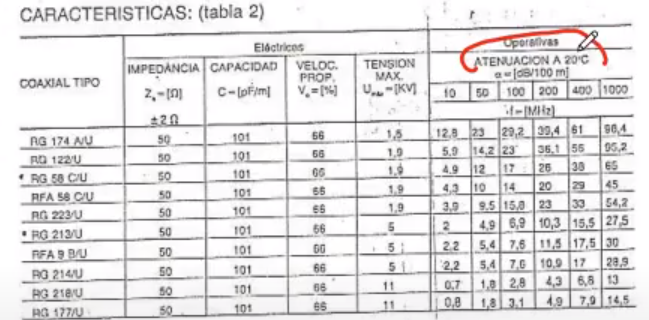 CARACTERISTICAS: (tabla 2)
Eléctricas Operativas
COAXIAL TIPO IMPEDANCIA CAPACIDAD VELOC. PROP. TENSION MAX. ATENUACION A 20°C
Z₀=[Ω] C=[pF/m] V =[%] U =[KV] α=[dB/100 m]
10 50 100 200 400 1000
±2 Ω f=[MHz]
RG 174 A/U 50 101 66 1,5 12,8 23 29,2 39,4 61 98,4
RG 122/U 50 101 66 1,9 5,9 14,2 23 36,1 56 95,2
* RG 58 C/U 50 101 66 1,9 4,9 12 17 26 38 65
RFA 58 C/U 50 101 66 1,9 4,3 10 14 20 29 45
RG 223/U 50 101 66 1,9 3,9 9,5 15,8 23 33 54,2
* RG 213/U 50 101 66 5 2 4,9 6,9 10,3 15,5 27,5
RFA 9 B/U 50 101 66 5 2,2 5,4 7,6 11,5 17,5 30
RG 214/U 50 101 66 5 2,2 5,4 7,6 10,9 17 28,9
RG 218/U 50 101 66 11 0,7 1,8 2,8 4,3 6,8 13
RG 177/U 50 101 66 11 0,8 1,8 3,1 4,9 7,9 14,5